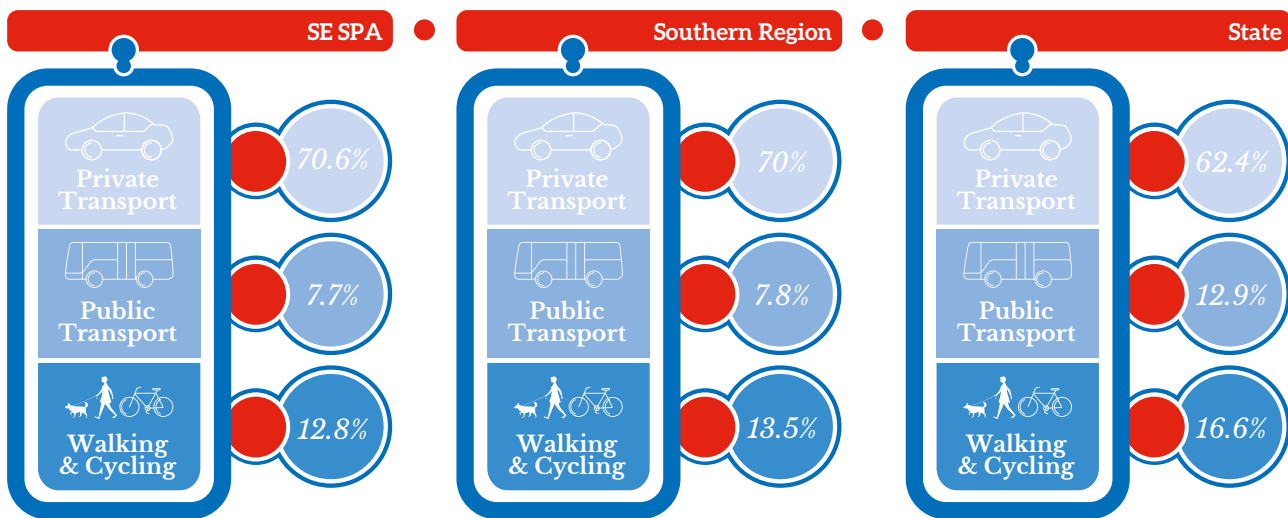 SE SPA
Private
Transport
70.6%
Public
Transport
7.7%
Walking
& Cycling
12.8%
Southern Region
Private
Transport
70%
Public
Transport
7.8%
Walking
& Cycling
13.5%
State
Private
Transport
62.4%
Public
Transport
12.9%
Walking
& Cycling
16.6%